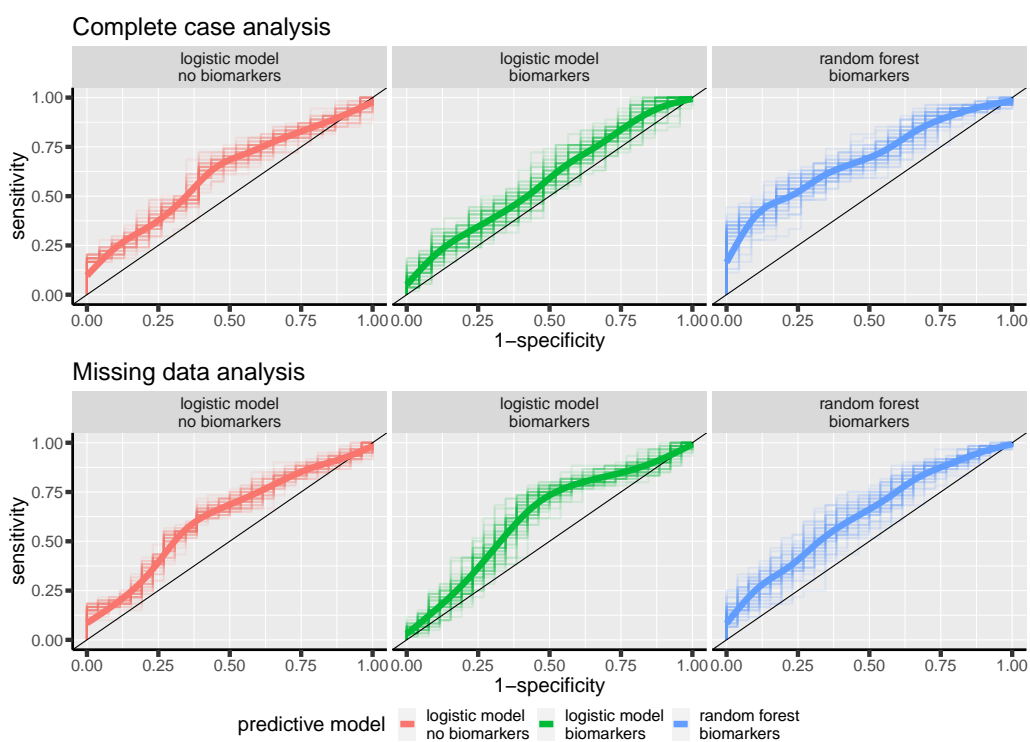 Complete case analysis
logistic model
no biomarkers
logistic model
biomarkers
random forest
biomarkers
sensitivity
1.00
0.75
0.50
0.25
0.00
0.00 0.25 0.50 0.75 1.00
0.00 0.25 0.50 0.75 1.00
0.00 0.25 0.50 0.75 1.00
1−specificity
Missing data analysis
logistic model
no biomarkers
logistic model
biomarkers
random forest
biomarkers
sensitivity
1.00
0.75
0.50
0.25
0.00
0.00 0.25 0.50 0.75 1.00
0.00 0.25 0.50 0.75 1.00
0.00 0.25 0.50 0.75 1.00
1−specificity
predictive model
logistic model
no biomarkers
logistic model
biomarkers
random forest
biomarkers